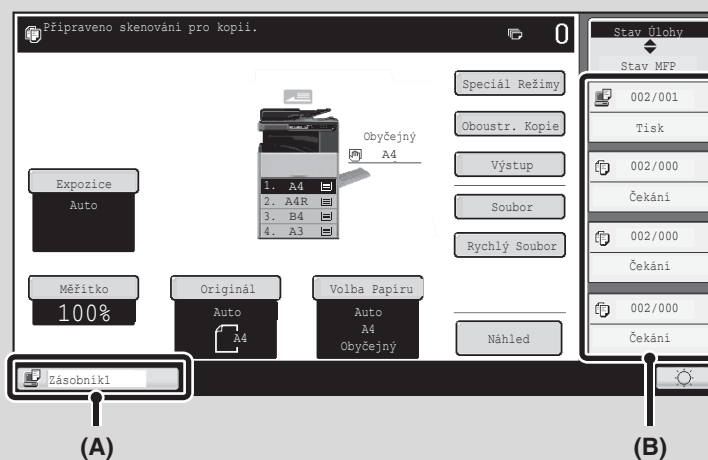 Připraveno skenování pro kopii.
0
Stav Úlohy
Stav MFP
Speciál Režimy
Oboustr. Kopie
Výstup
Soubor
Rychlý Soubor
Náhled
Obyčejný
A4
1. A4
2. A4R
3. B4
4. A3
Expozice
Auto
Měřítko
100%
Originál
Auto
A4
Volba Papíru
Auto
A4
Obyčejný
002/001
Tisk
002/000
Čekání
002/000
Čekání
002/000
Čekání
Zásobník1
(A)
(B)